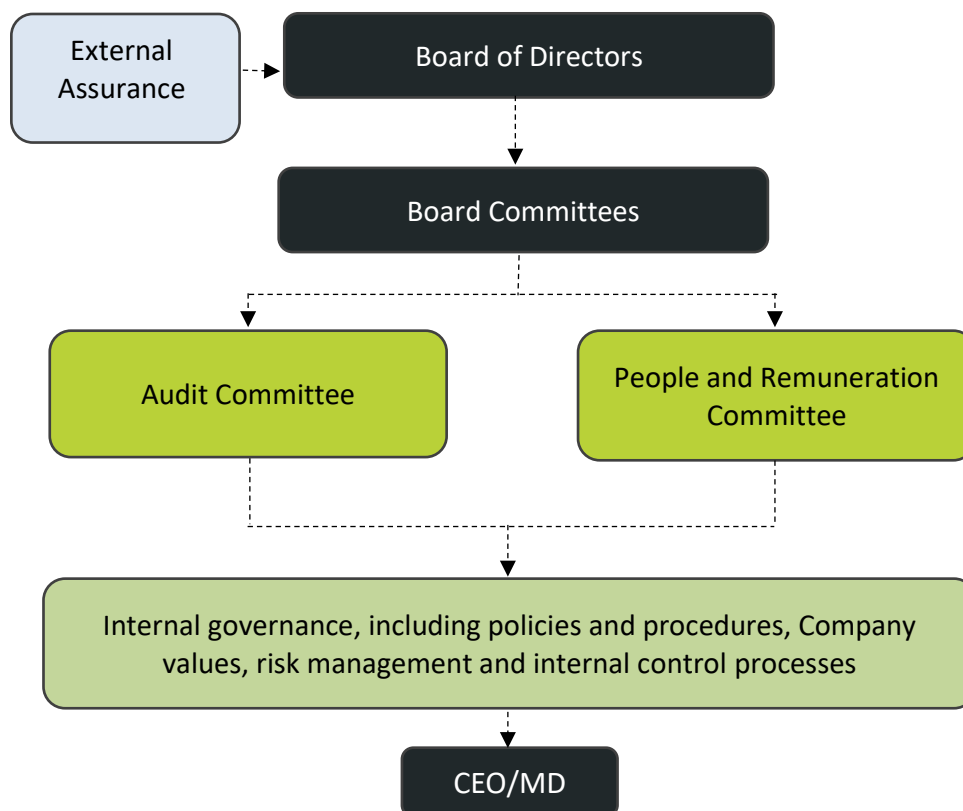 External
Assurance
Board of Directors
Board Committees
Audit Committee
People and Remuneration
Committee
Internal governance, including policies and procedures, Company
values, risk management and internal control processes
CEO/MD